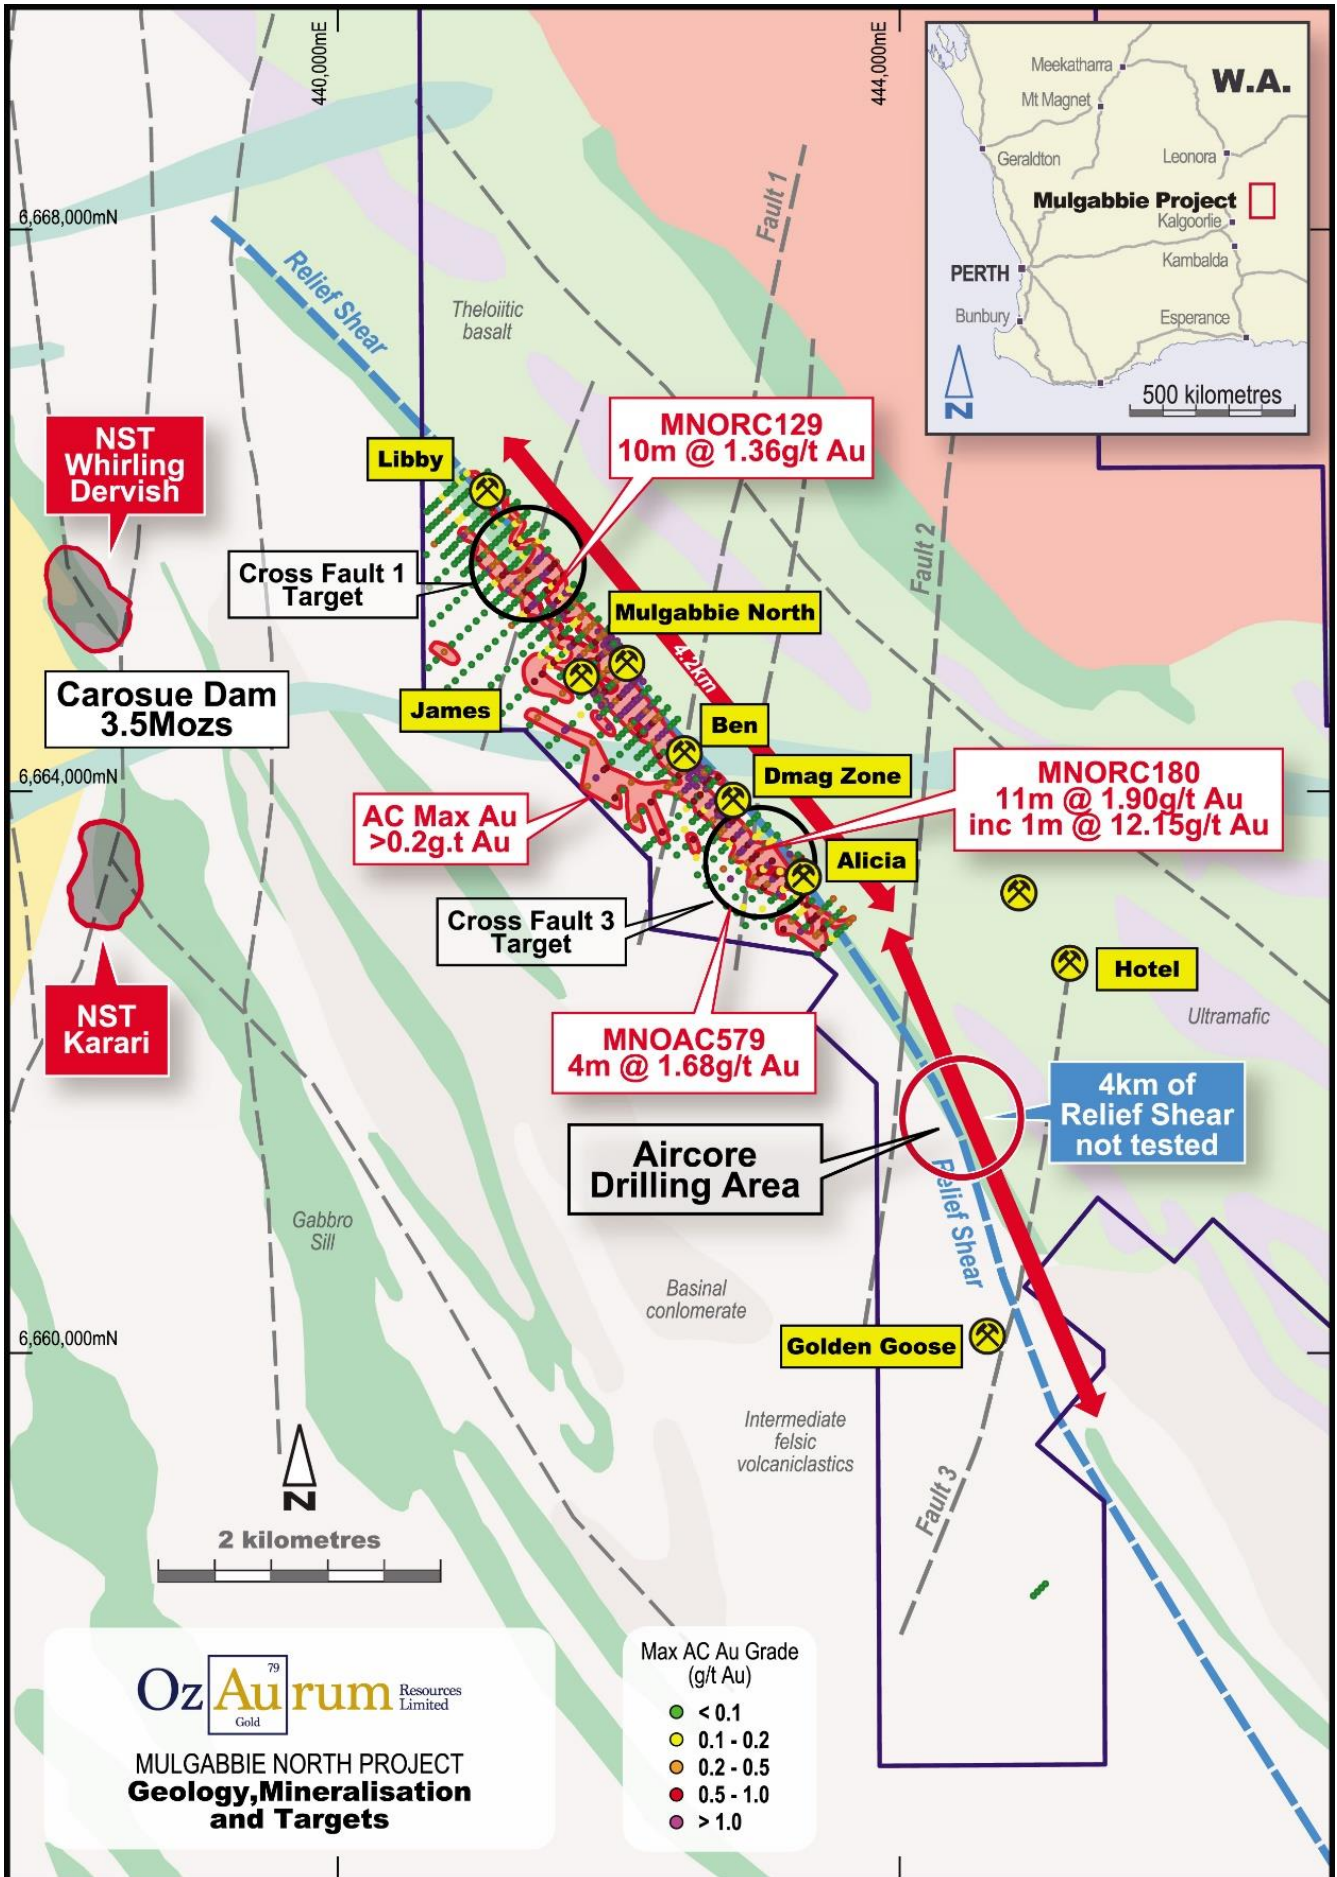 440,000mE
444,000mE
6,668,000mN
6,664,000mN
6,660,000mN
Meekatharra
W.A.
Mt Magnet
Geraldton
Leonora
Mulgabbie Project
Kalgoorlie
Kambalda
PERTH
Bunbury
Esperance
N
500 kilometres
Fault 1
Relief Shear
Theloiitic
basalt
NST
Whirling
Dervish
Libby
MNORC129
10m @ 1.36g/t Au
Fault 2
Cross Fault 1
Target
Mulgabbie North
4.2km
Carosue Dam
3.5Mozs
James
Ben
Dmag Zone
MNORC180
11m @ 1.90g/t Au
inc 1m @ 12.15g/t Au
AC Max Au
>0.2g.t Au
Alicia
Cross Fault 3
Target
Hotel
NST
Karari
Ultramafic
MNOAC579
4m @ 1.68g/t Au
4km of
Relief Shear
not tested
Aircore
Drilling Area
Relief Shear
Gabbro
Sill
Basinal
conlomerate
Golden Goose
Intermediate
felsic
volcaniclastics
Fault 3
N
2 kilometres
Oz Aurum Resources
Limited
79
Gold
MULGABBIE NORTH PROJECT
Geology,Mineralisation
and Targets
Max AC Au Grade
(g/t Au)
< 0.1
0.1 - 0.2
0.2 - 0.5
0.5 - 1.0
> 1.0